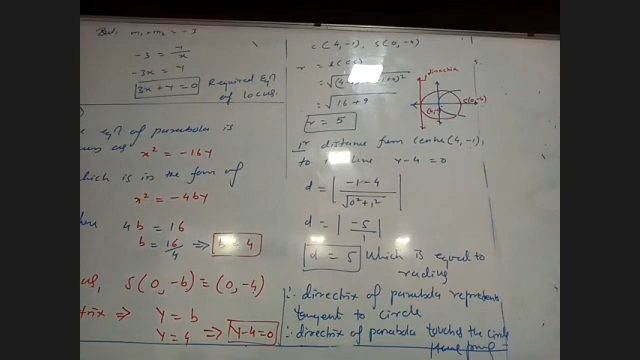 But m₁·m₂ = -3
-3 = Y/x
-3x = Y
3x+Y=0 Required Eqn of locus.
Eqn of parabola is
x² = -16Y
which is in the form of
x² = -4bY
4b = 16
b = 16/4 ⇒ b = 4
S(0, -b) = (0, -4)
⇒ Y = b
Y = 4 ⇒ Y-4=0
C(4, -1), S(0, -4)
r =
= √16 + 9
r = 5
directrix
S(0, -4)
⊥r distance from center (4, -1)
to line Y-4 = 0
d = | -1-4 / √0²+1² |
d = | -5/1 |
d = 5 Which is equal to
radius
∴ directrix of parabola represents
tangent to circle
∴ directrix of parabola touches the circle